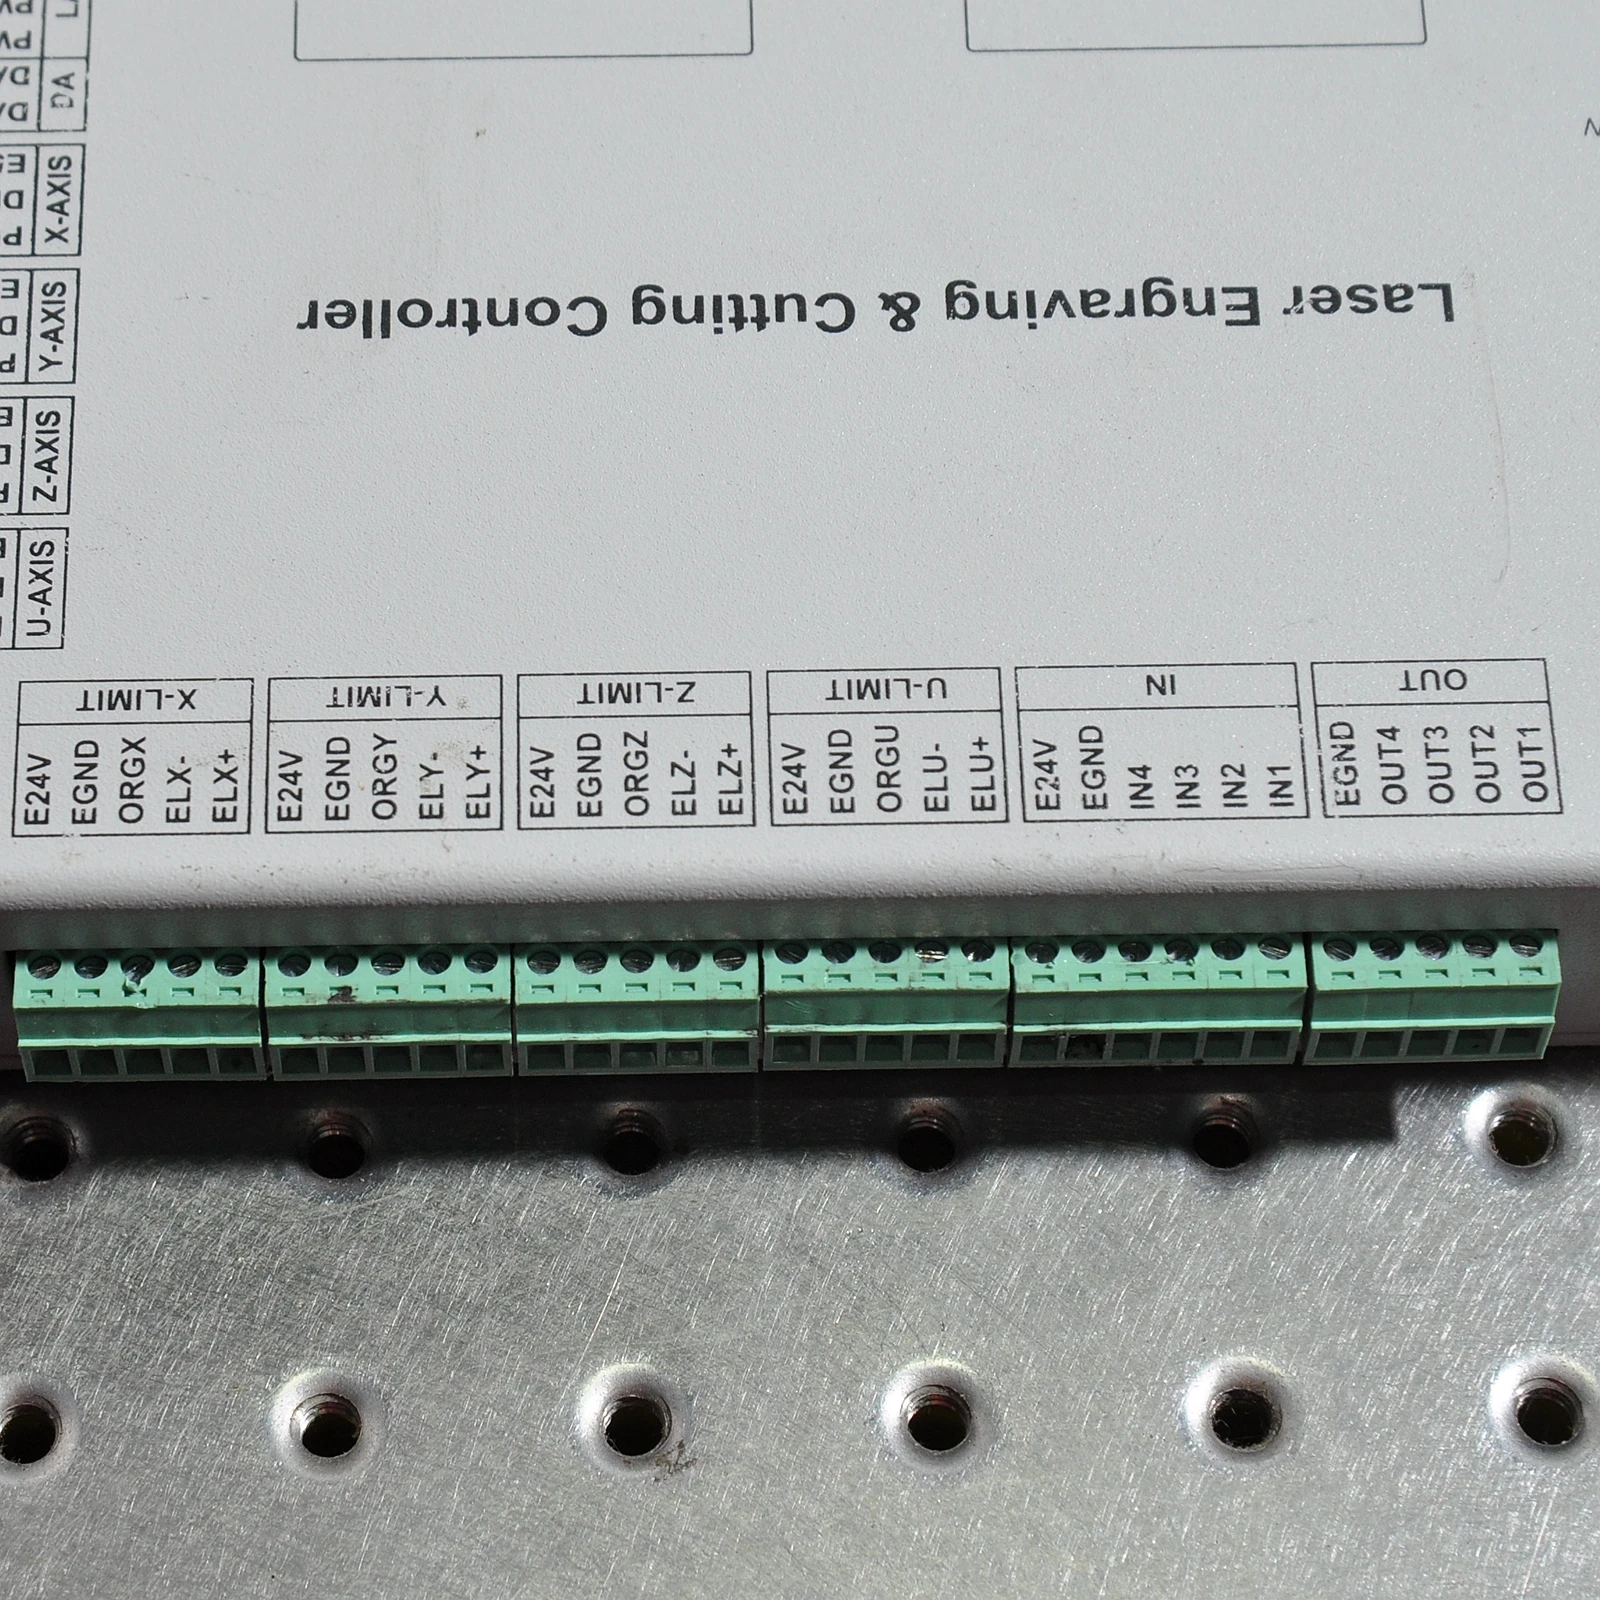 Laser Engraving & Cutting Controller
DA
X-AXIS
Y-AXIS
Z-AXIS
U-AXIS
X-LIMIT
E24V
EGND
ORGX
ELX-
ELX+
Y-LIMIT
E24V
EGND
ORGY
ELY-
ELY+
Z-LIMIT
E24V
EGND
ORGZ
ELZ-
ELZ+
U-LIMIT
E24V
EGND
ORGU
ELU-
ELU+
IN
E24V
EGND
IN4
IN3
IN2
IN1
OUT
EGND
OUT4
OUT3
OUT2
OUT1